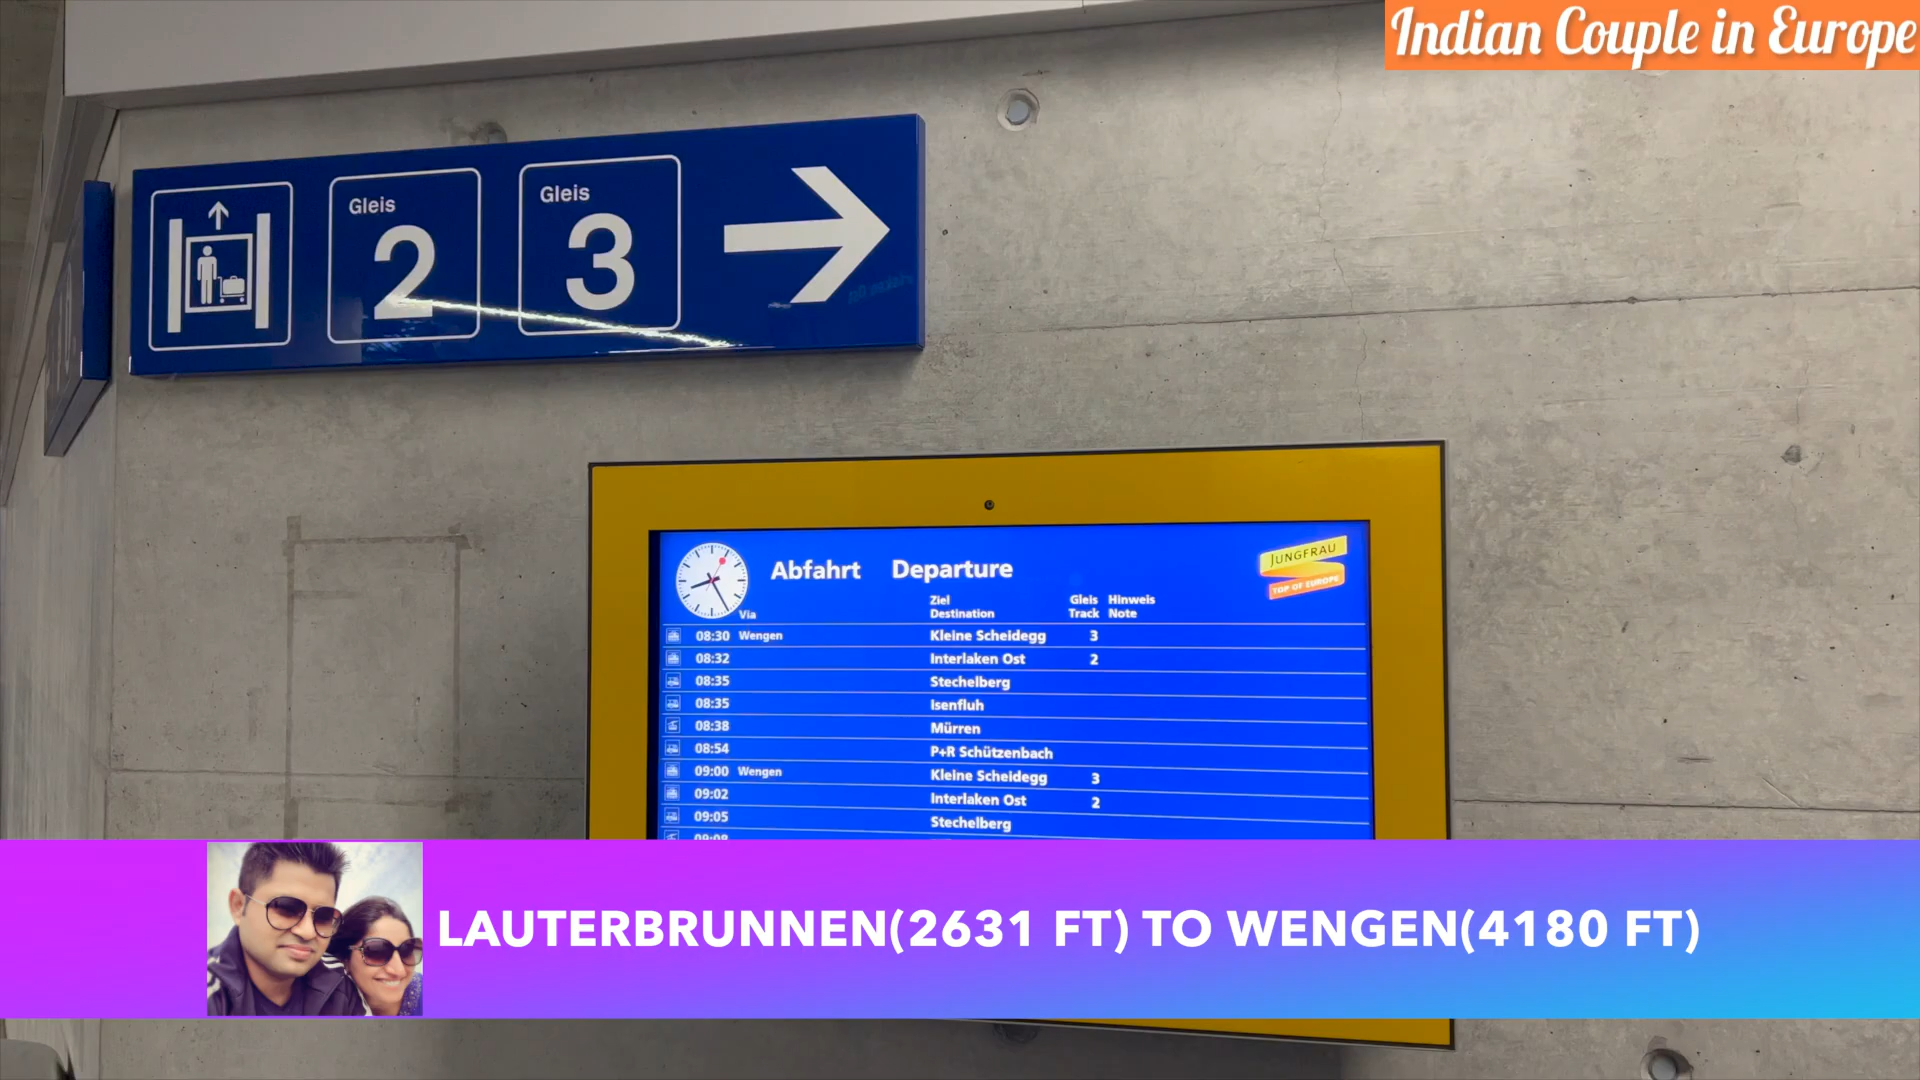 Indian Couple in Europe
Gleis Gleis
2 3
JUNGFRAU
TOP OF EUROPE
Abfahrt Departure
Ziel Gleis Hinweis
Via Destination Track Note
08:30 Wengen Kleine Scheidegg 3
08:32 Interlaken Ost 2
08:35 Stechelberg
08:35 Isenfluh
08:38 Mürren
08:54 P+R Schützenbach
09:00 Wengen Kleine Scheidegg 3
09:02 Interlaken Ost 2
09:05 Stechelberg
LAUTERBRUNNEN(2631 FT) TO WENGEN(4180 FT)